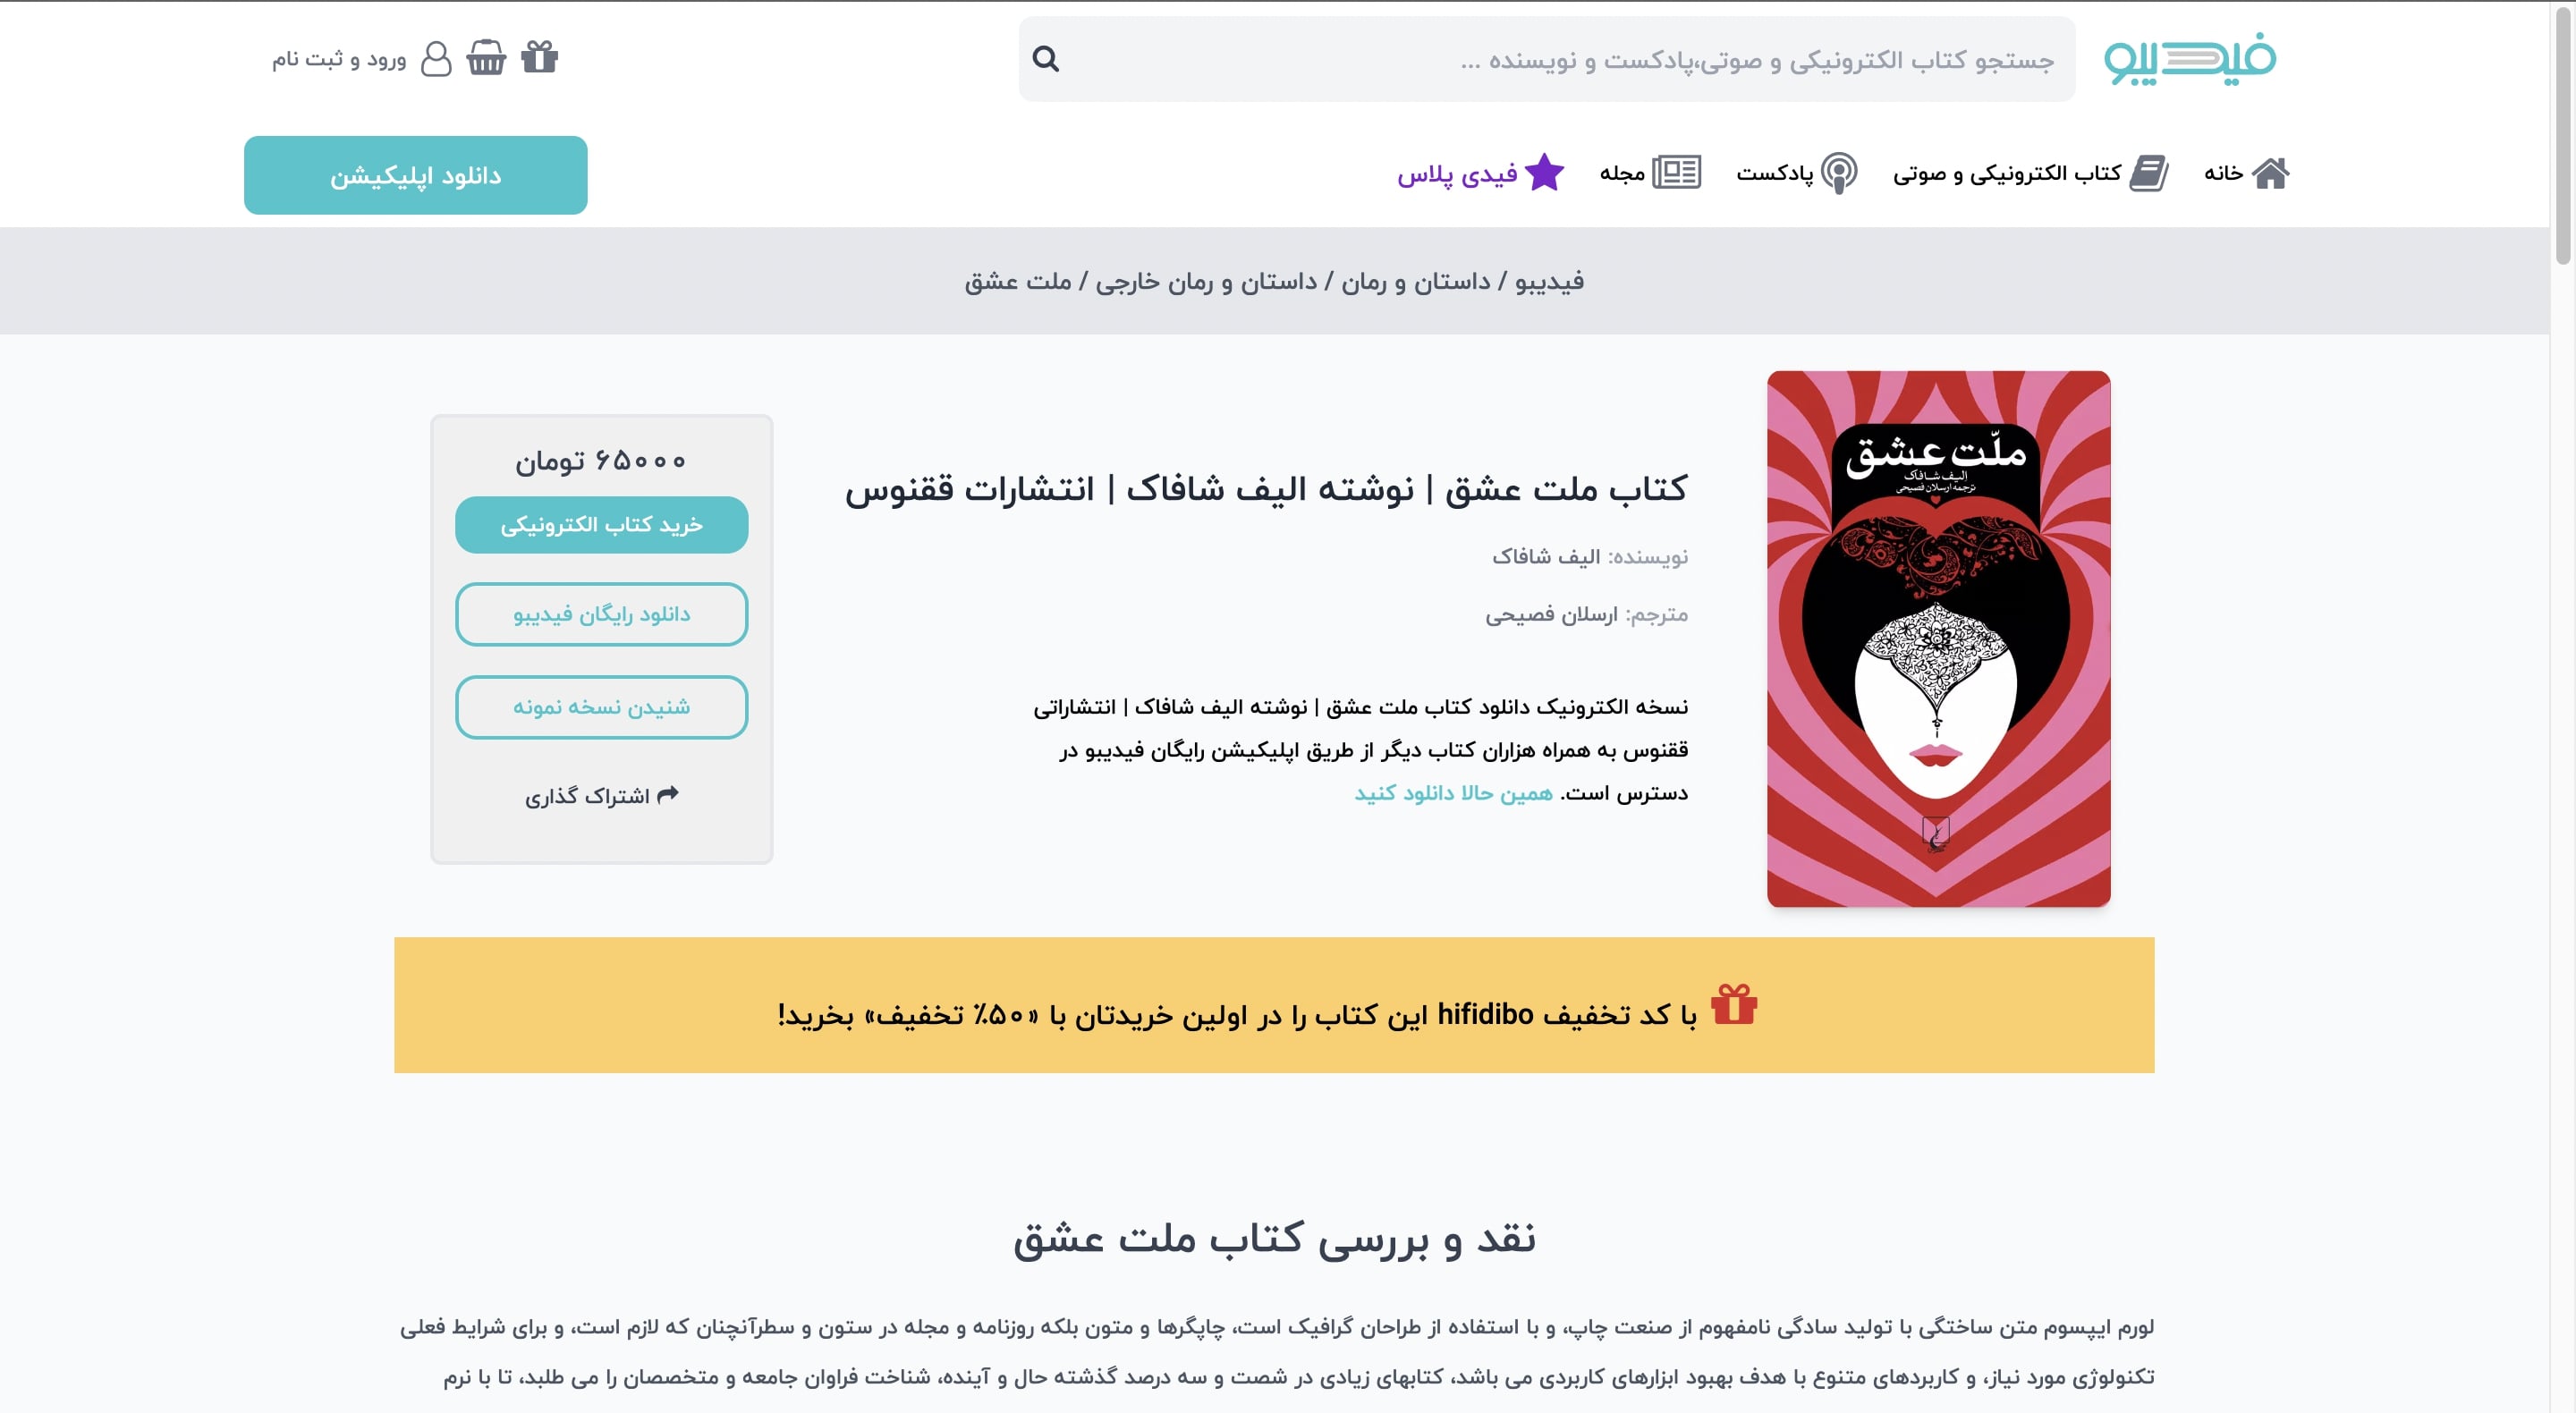 فیدیبو
جستجو کتاب الکترونیکی و صوتی،پادکست و نویسنده ...
ورود و ثبت نام
خانه
کتاب الکترونیکی و صوتی
پادکست
مجله
فیدی پلاس
دانلود اپلیکیشن
فیدیبو / داستان و رمان / داستان و رمان خارجی / ملت عشق
ملّت عشق
الیف شافاک
ترجمه ارسلان فصیحی
کتاب ملت عشق | نوشته الیف شافاک | انتشارات ققنوس
نویسنده: الیف شافاک
مترجم: ارسلان فصیحی
نسخه الکترونیک دانلود کتاب ملت عشق | نوشته الیف شافاک | انتشاراتی
ققنوس به همراه هزاران کتاب دیگر از طریق اپلیکیشن رایگان فیدیبو در
دسترس است. همین حالا دانلود کنید
۶۵۰۰۰ تومان
خرید کتاب الکترونیکی
دانلود رایگان فیدیبو
شنیدن نسخه نمونه
اشتراک گذاری
با کد تخفیف hifidibo این کتاب را در اولین خریدتان با «۵۰٪ تخفیف» بخرید!
نقد و بررسی کتاب ملت عشق
لورم ایپسوم متن ساختگی با تولید سادگی نامفهوم از صنعت چاپ، و با استفاده از طراحان گرافیک است، چاپگرها و متون بلکه روزنامه و مجله در ستون و سطرآنچنان که لازم است، و برای شرایط فعلی
تکنولوژی مورد نیاز، و کاربردهای متنوع با هدف بهبود ابزارهای کاربردی می باشد، کتابهای زیادی در شصت و سه درصد گذشته حال و آینده، شناخت فراوان جامعه و متخصصان را می طلبد، تا با نرم